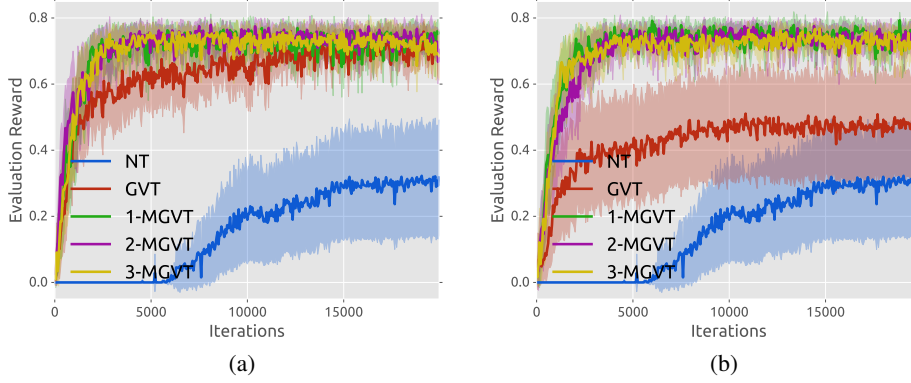 0.8
0.6
0.4
0.2
0.0
Evaluation Reward
NT
GVT
1-MGVT
2-MGVT
3-MGVT
0
5000
10000
15000
Iterations
(a)
0.8
0.6
0.4
0.2
0.0
Evaluation Reward
NT
GVT
1-MGVT
2-MGVT
3-MGVT
0
5000
10000
15000
Iterations
(b)